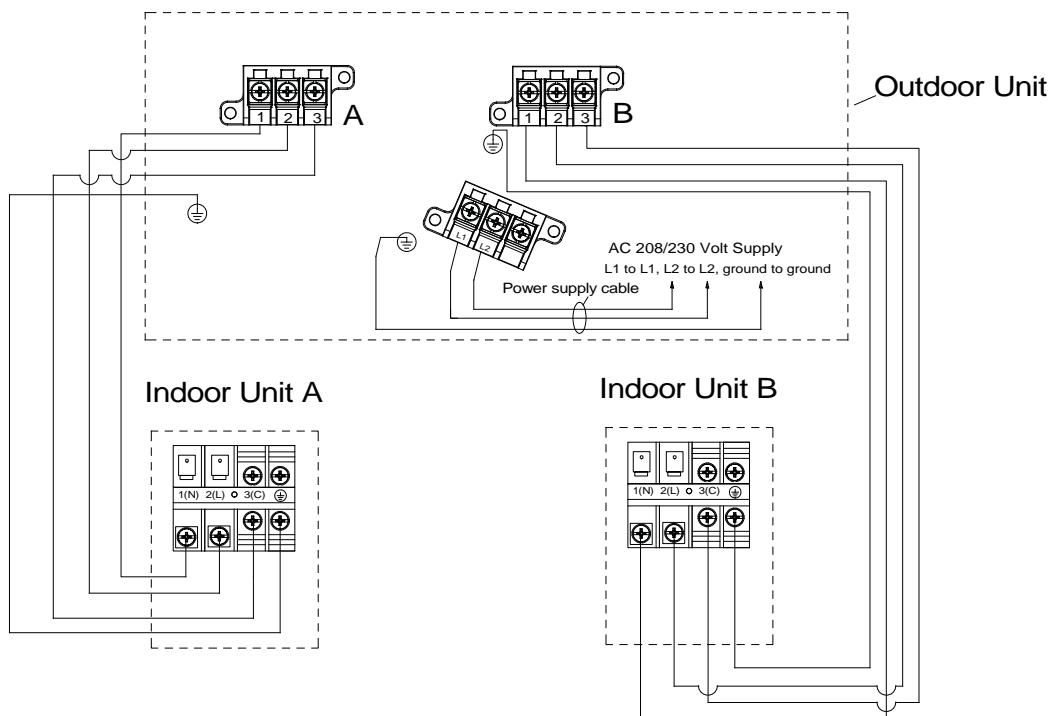 Outdoor Unit
A
B
1 2 3
1 2 3
L1 L2
AC 208/230 Volt Supply
L1 to L1, L2 to L2, ground to ground
Power supply cable
Indoor Unit A
Indoor Unit B
1(N) 2(L) 3(C)
1(N) 2(L) 3(C)